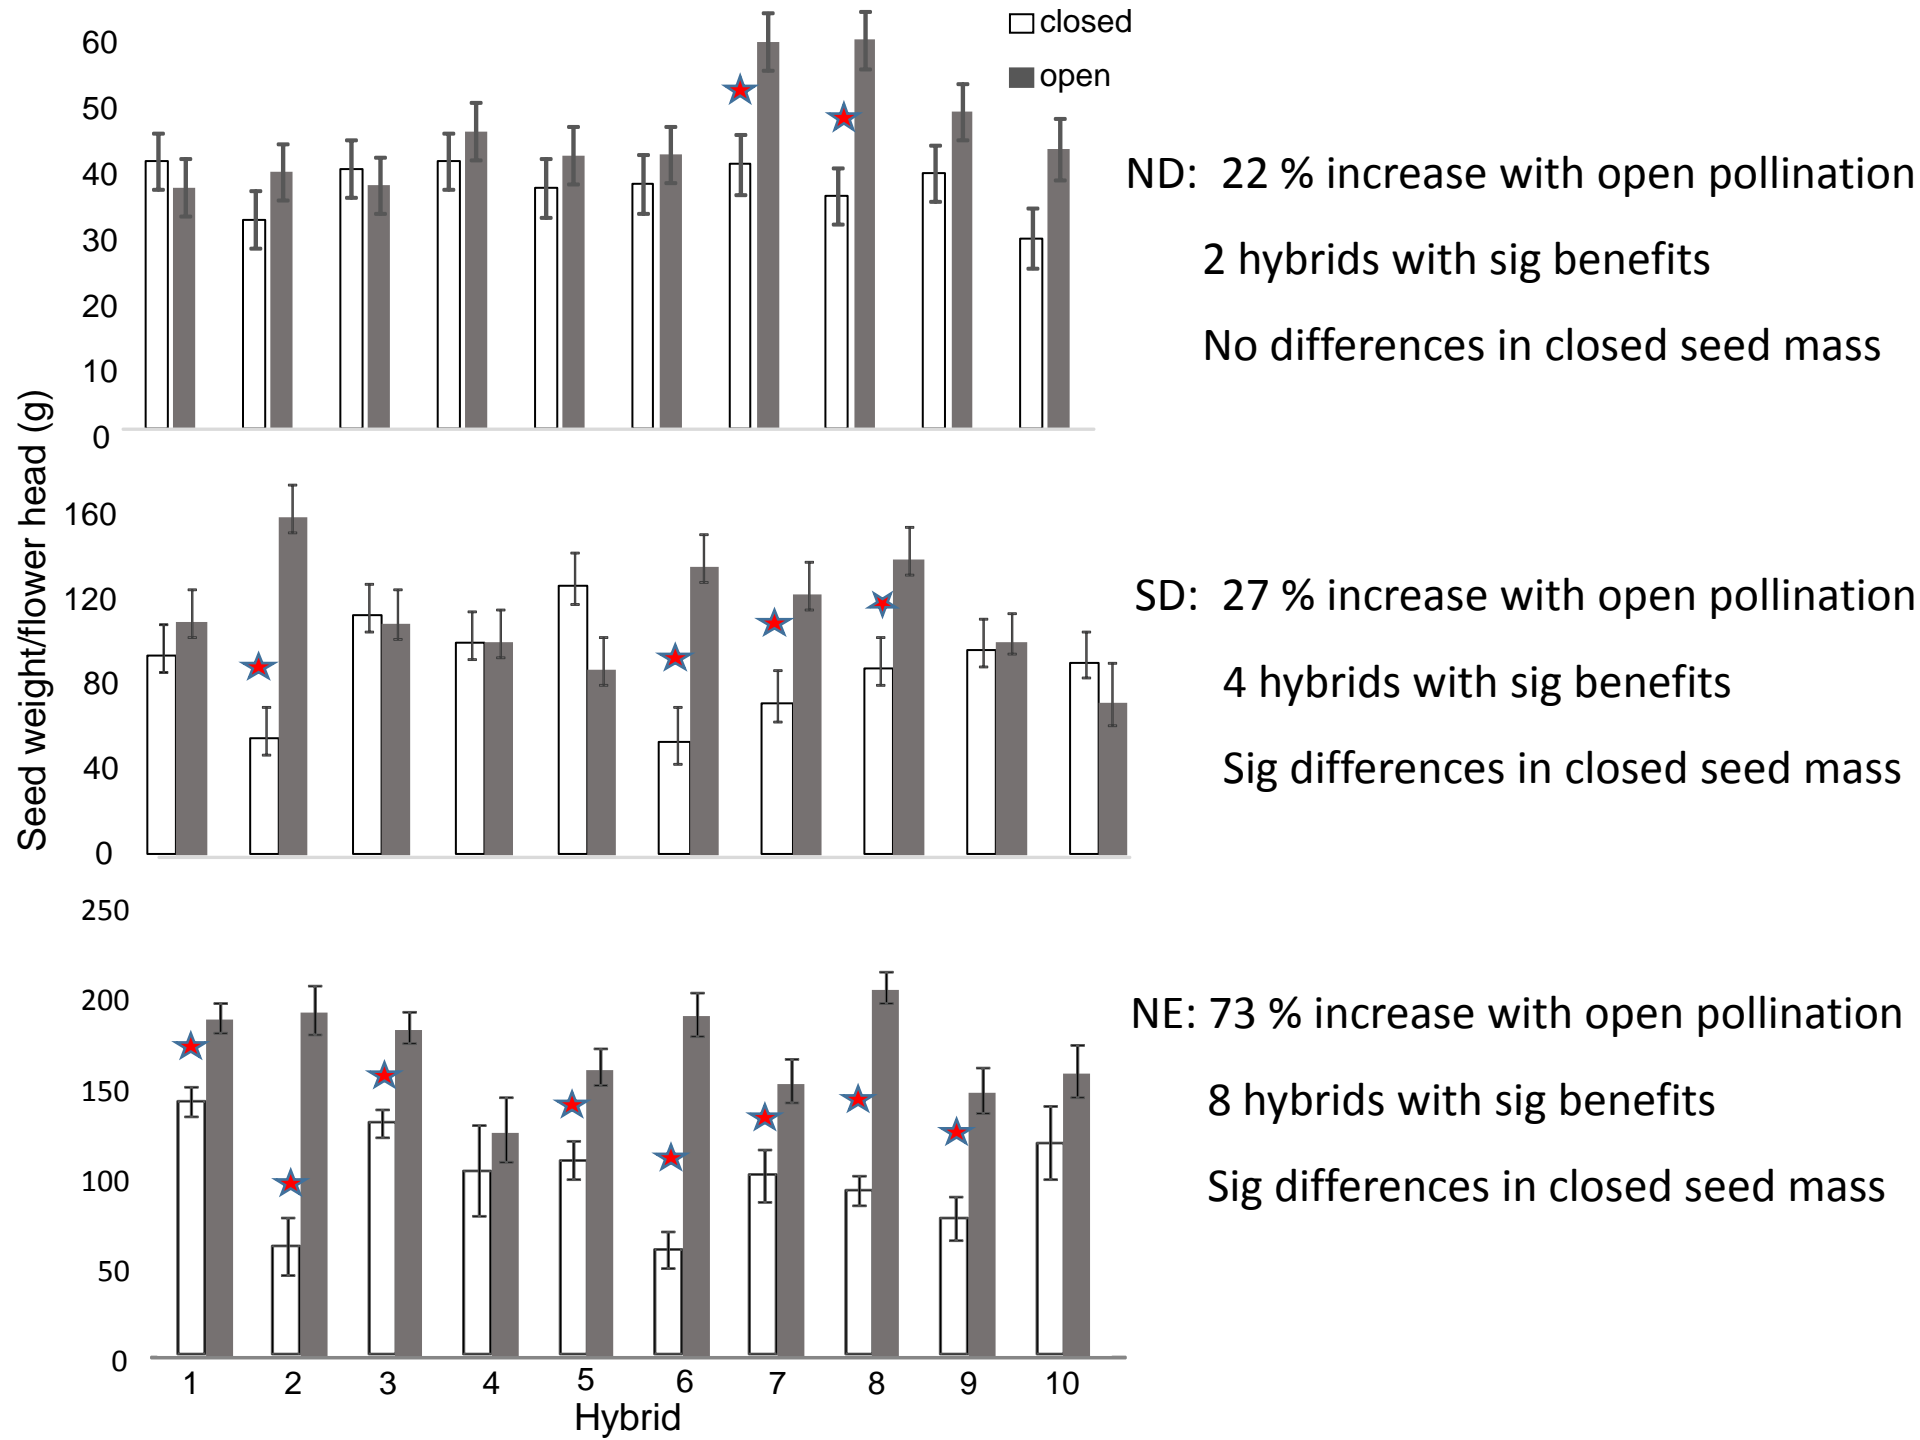 closed
open
60
50
40
30
20
10
0
ND: 22 % increase with open pollination
2 hybrids with sig benefits
No differences in closed seed mass
Seed weight/flower head (g)
160
120
80
40
0
SD: 27 % increase with open pollination
4 hybrids with sig benefits
Sig differences in closed seed mass
250
200
150
100
50
0
NE: 73 % increase with open pollination
8 hybrids with sig benefits
Sig differences in closed seed mass
1 2 3 4 5 6 7 8 9 10
Hybrid